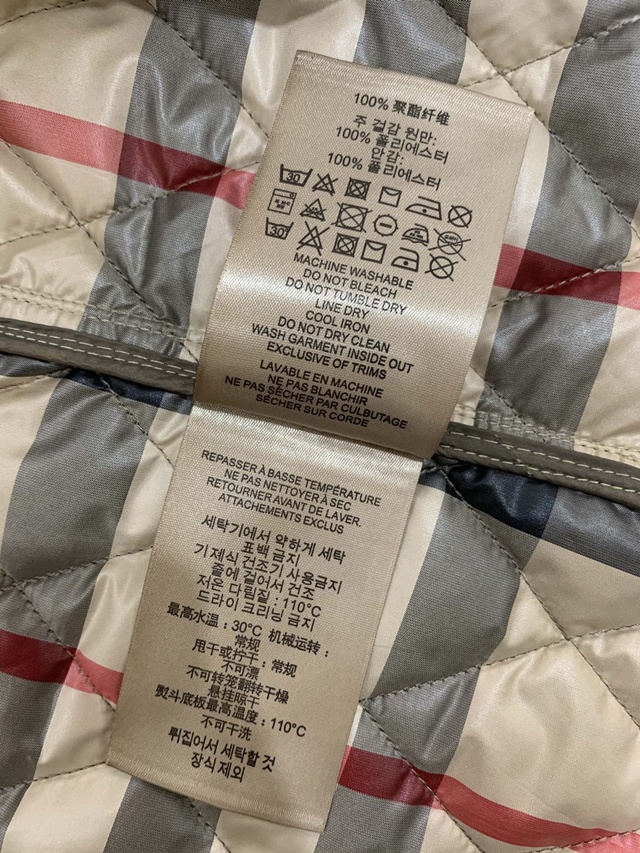 100% 聚酯纤维
주 겉감 원단:
100% 폴리에스터
안감:
100% 폴리에스터
30
30
MACHINE WASHABLE
DO NOT BLEACH
DO NOT TUMBLE DRY
LINE DRY
COOL IRON
DO NOT DRY CLEAN
WASH GARMENT INSIDE OUT
EXCLUSIVE OF TRIMS
LAVABLE EN MACHINE
NE PAS BLANCHIR
NE PAS SÉCHER PAR CULBUTAGE
SÉCHER SUR CORDE
REPASSER À BASSE TEMPÉRATURE
NE PAS NETTOYER À SEC
RETOURNER AVANT DE LAVER.
ATTACHEMENTS EXCLUS
세탁기에서 약하게 세탁
표백 금지
기계식 건조기 사용금지
줄에 걸어서 건조
저온 다림질 : 110°C
드라이 크리닝 금지
最高水温 : 30°C 机械运转 :
常规
甩干或拧干 : 常规
不可漂
不可转笼翻转干燥
悬挂晾干
熨斗底板最高温度 : 110°C
不可干洗
뒤집어서 세탁할 것
장식 제외